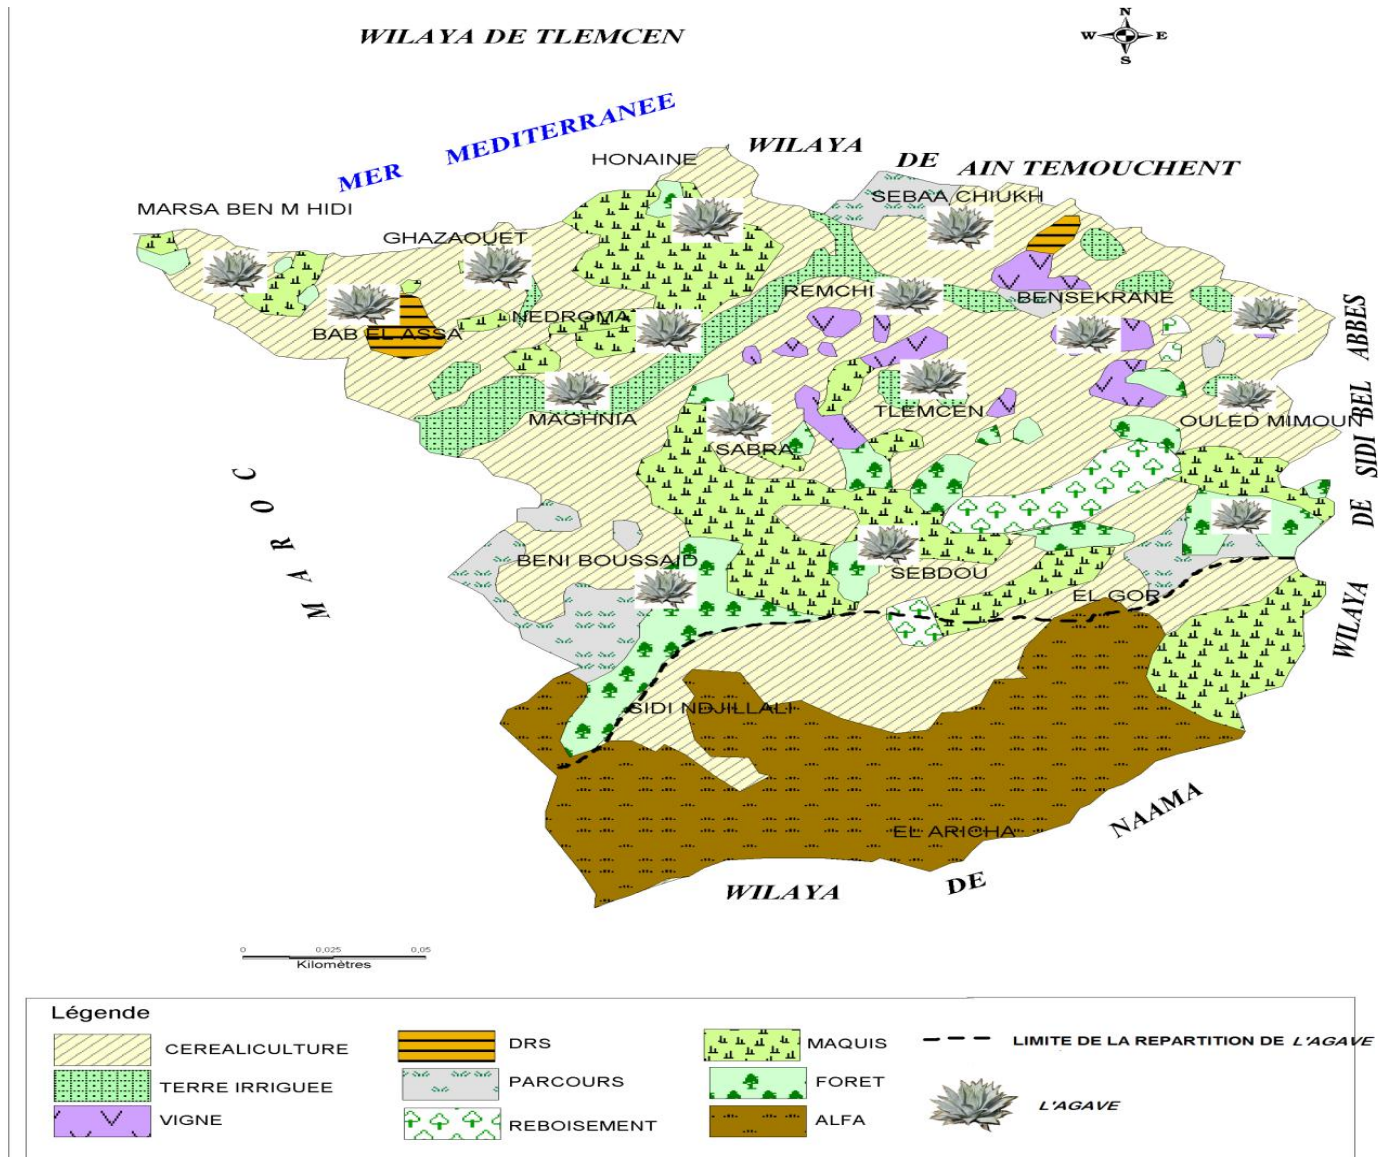 WILAYA DE TLEMCEN
N
W E
S
MER MEDITERRANEE
WILAYA DE AIN TEMOUCHENT
HONAINE
SEBAA CHIUKH
MARSA BEN M HIDI
GHAZAOUET
REMCHI
BENSEKRANE
NEDROMA
BAB EL ASSA
MAGHNIA
TLEMCEN
OULED MIMOUN
SABRA
WILAYA DE SIDI BEL ABBES
MAROC
BENI BOUSSAID
SEBDOU
EL GOR
SIDI NDJILLALI
EL ARICHA
WILAYA DE NAAMA
0 0,025 0,05
Kilomètres
Légende
CEREALICULTURE
DRS
MAQUIS
LIMITE DE LA REPARTITION DE L'AGAVE
TERRE IRRIGUEE
PARCOURS
FORET
L'AGAVE
VIGNE
REBOISEMENT
ALFA